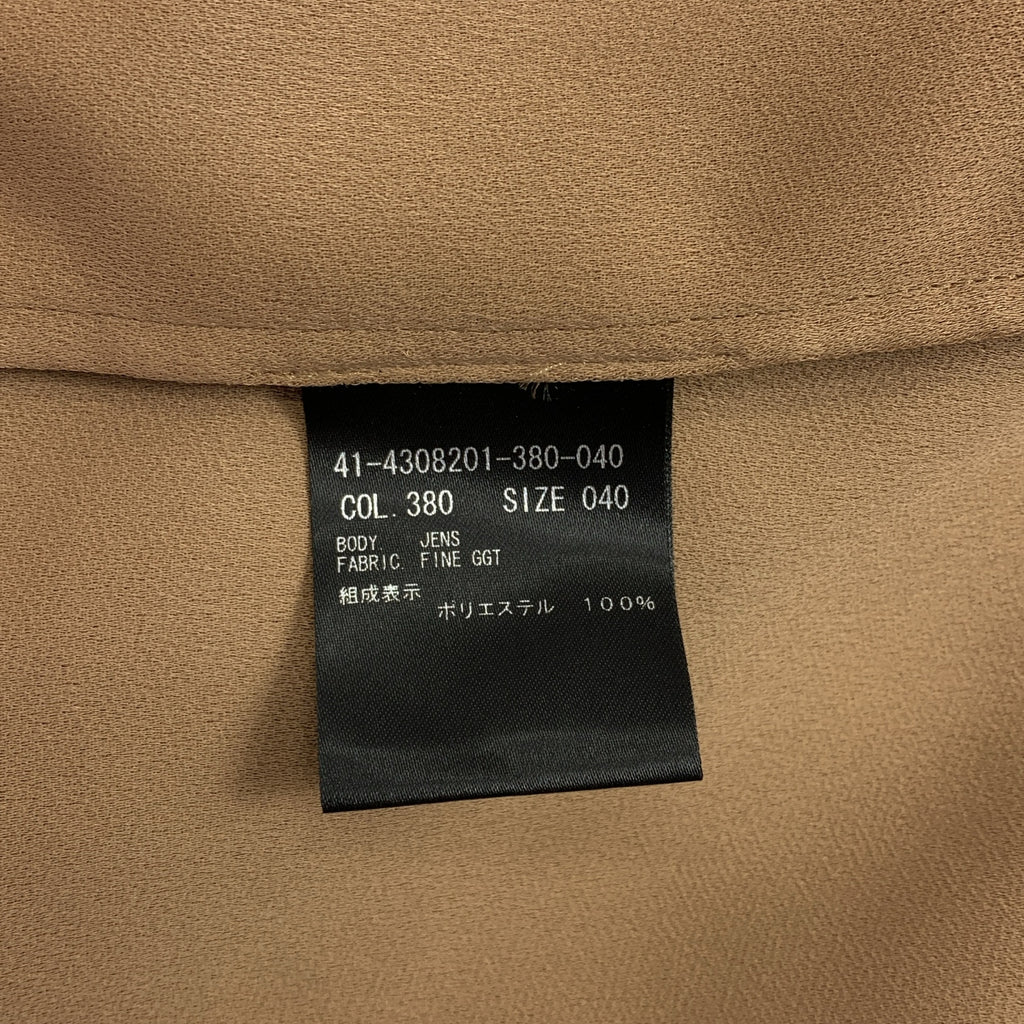 41-4308201-380-040
COL. 380 SIZE 040
BODY. JENS
FABRIC. FINE GGT
組成表示
ポリエステル 100%